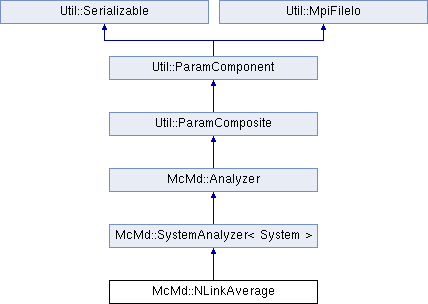 Util::Serializable
Util::MpiFileIo
Util::ParamComponent
Util::ParamComposite
McMd::Analyzer
McMd::SystemAnalyzer< System >
McMd::NLinkAverage